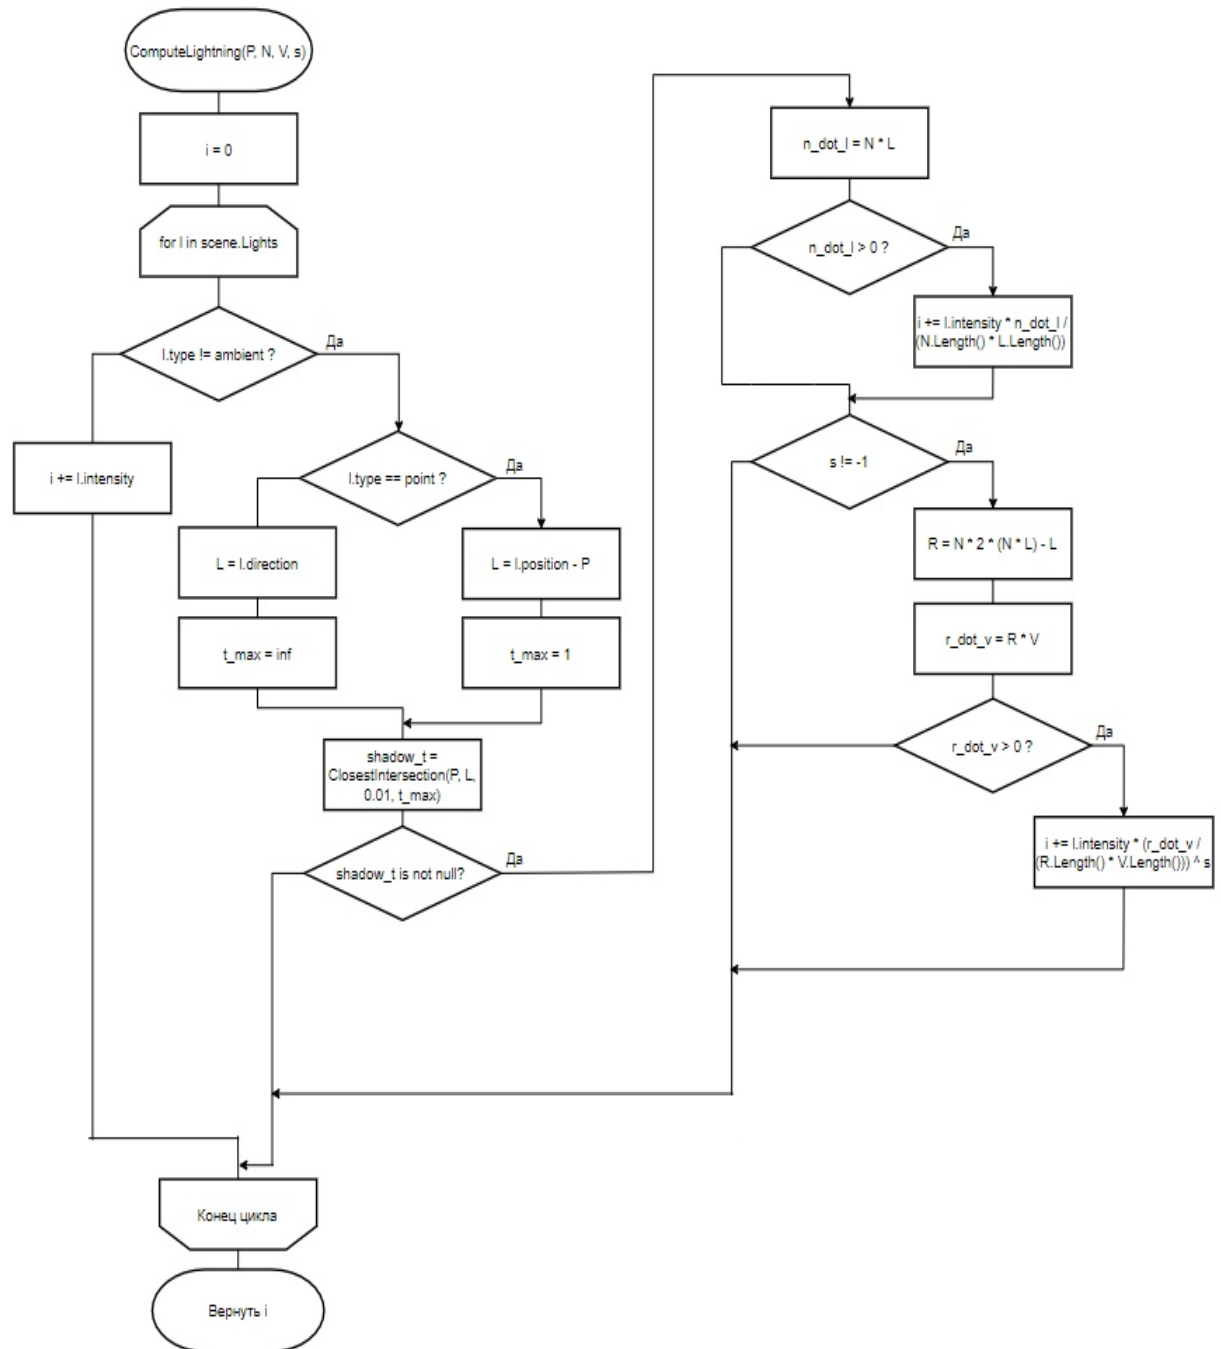 ComputeLightning(P, N, V, s)
i = 0
for l in scene.Lights
l.type != ambient ?
Да
i += l.intensity
l.type == point ?
Да
L = l.direction
L = l.position - P
t_max = inf
t_max = 1
shadow_t =
ClosestIntersection(P, L,
0.01, t_max)
shadow_t is not null?
Да
n_dot_l = N * L
n_dot_l > 0 ?
Да
i += l.intensity * n_dot_l /
(N.Length() * L.Length())
s != -1
Да
R = N * 2 * (N * L) - L
r_dot_v = R * V
r_dot_v > 0 ?
Да
i += l.intensity * (r_dot_v /
(R.Length() * V.Length())) ^ s
Конец цикла
Вернуть i